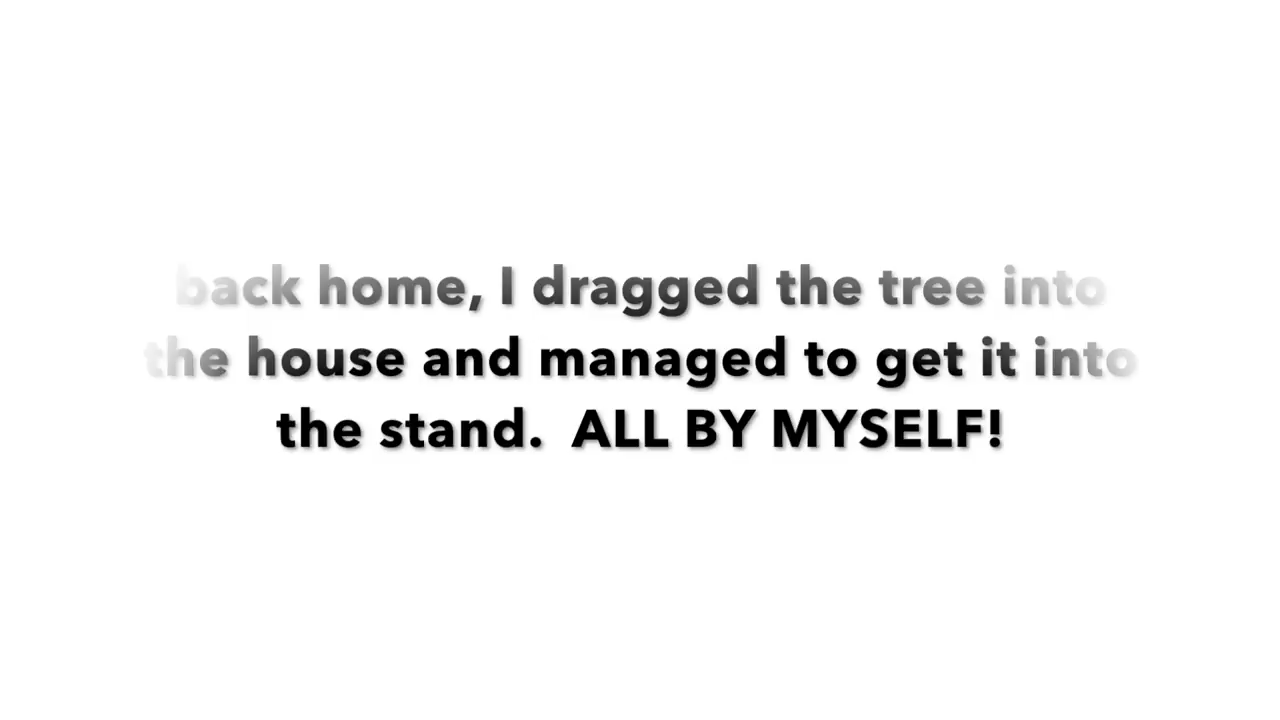 back home, I dragged the tree into
the house and managed to get it into
the stand.  ALL BY MYSELF!